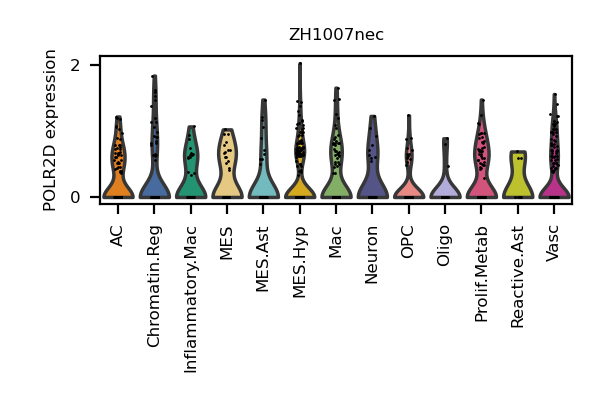 ZH1007nec
POLR2D expression
2
0
AC
Chromatin.Reg
Inflammatory.Mac
MES
MES.Ast
MES.Hyp
Mac
Neuron
OPC
Oligo
Prolif.Metab
Reactive.Ast
Vasc